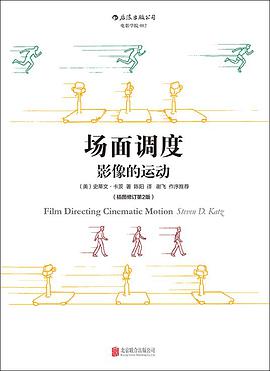 后浪出版公司
电影学院 012
场面调度
影像的运动
（美）史蒂文·卡茨 著 陈阳 译 谢飞 作序推荐
（插图修订第2版）
Film Directing Cinematic Motion Steven D. Katz
北京联合出版公司